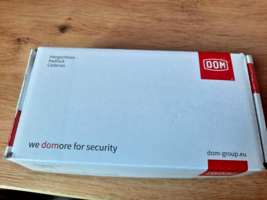 Hangschloss
Padlock
Cadenas
DOM
we domore for security
dom-group.eu